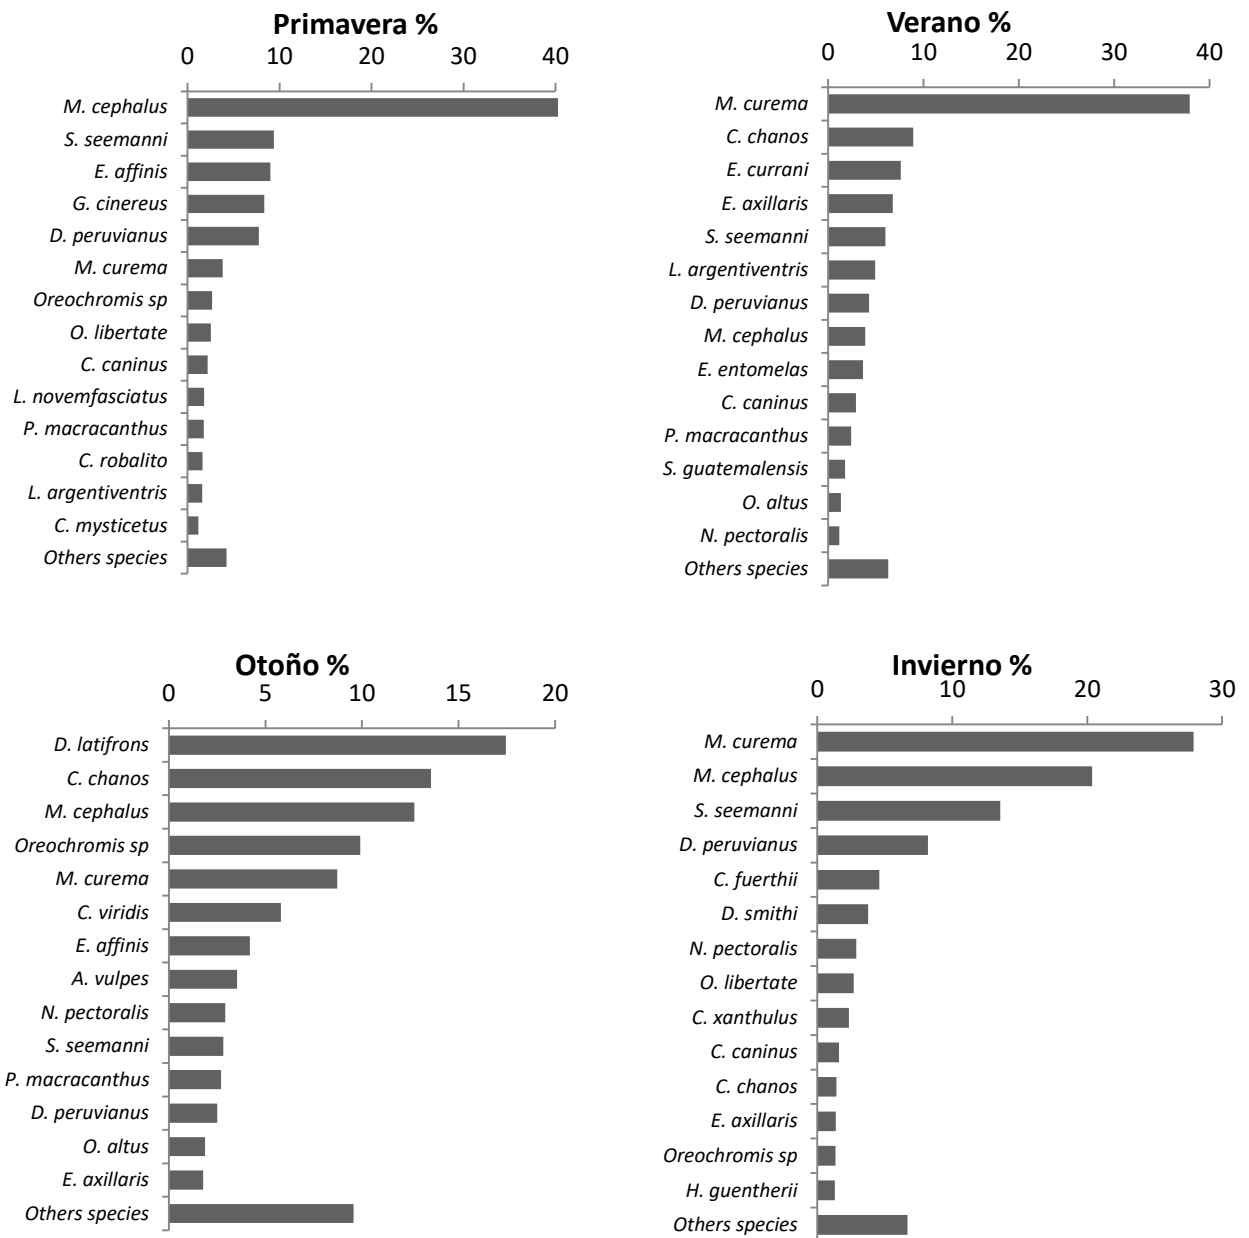 Primavera %
0 10 20 30 40
M. cephalus
S. seemanni
E. affinis
G. cinereus
D. peruvianus
M. curema
Oreochromis sp
O. libertate
C. caninus
L. novemfasciatus
P. macracanthus
C. robalito
L. argentiventris
C. mysticetus
Others species
Verano %
0 10 20 30 40
M. curema
C. chanos
E. currani
E. axillaris
S. seemanni
L. argentiventris
D. peruvianus
M. cephalus
E. entomelas
C. caninus
P. macracanthus
S. guatemalensis
O. altus
N. pectoralis
Others species
Otoño %
0 5 10 15 20
D. latifrons
C. chanos
M. cephalus
Oreochromis sp
M. curema
C. viridis
E. affinis
A. vulpes
N. pectoralis
S. seemanni
P. macracanthus
D. peruvianus
O. altus
E. axillaris
Others species
Invierno %
0 10 20 30
M. curema
M. cephalus
S. seemanni
D. peruvianus
C. fuerthii
D. smithi
N. pectoralis
O. libertate
C. xanthulus
C. caninus
C. chanos
E. axillaris
Oreochromis sp
H. guentherii
Others species